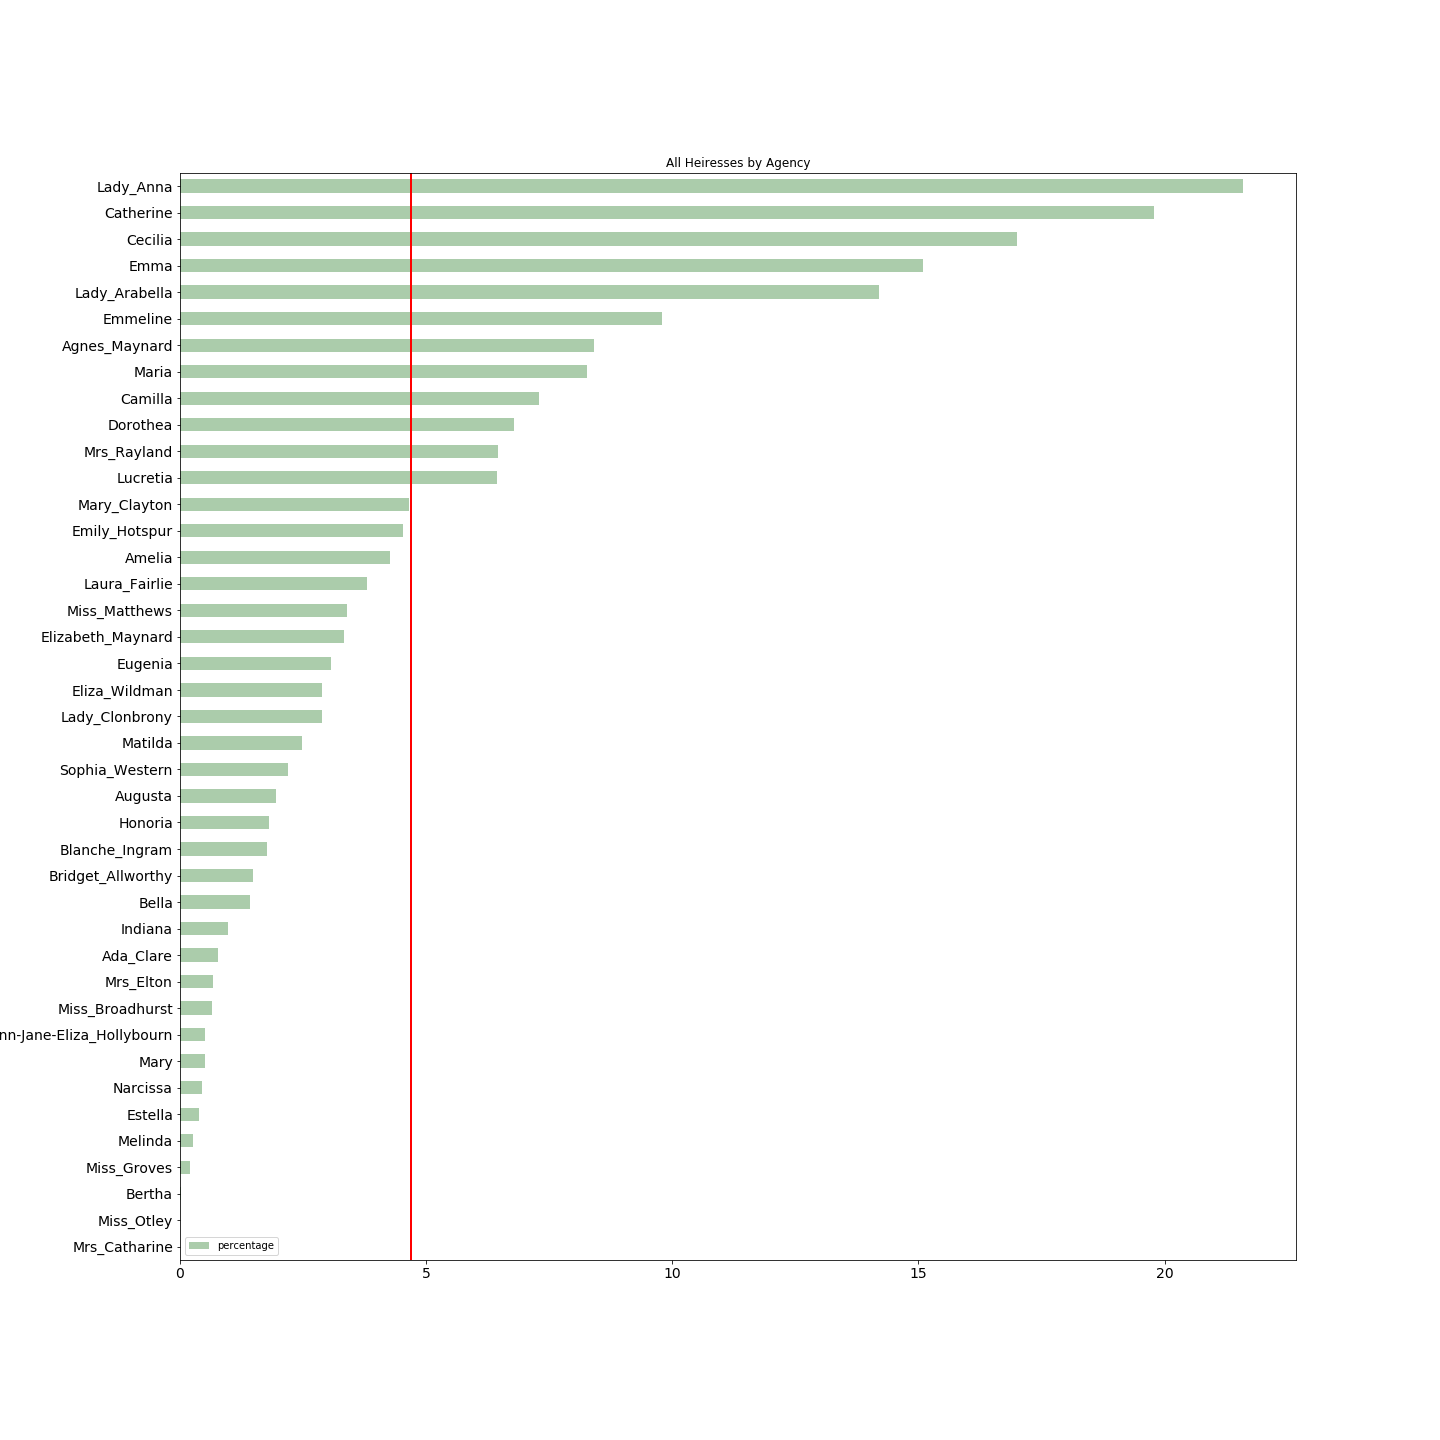 All Heiresses by Agency
Lady_Anna
Catherine
Cecilia
Emma
Lady_Arabella
Emmeline
Agnes_Maynard
Maria
Camilla
Dorothea
Mrs_Rayland
Lucretia
Mary_Clayton
Emily_Hotspur
Amelia
Laura_Fairlie
Miss_Matthews
Elizabeth_Maynard
Eugenia
Eliza_Wildman
Lady_Clonbrony
Matilda
Sophia_Western
Augusta
Honoria
Blanche_Ingram
Bridget_Allworthy
Bella
Indiana
Ada_Clare
Mrs_Elton
Miss_Broadhurst
nn-Jane-Eliza_Hollybourn
Mary
Narcissa
Estella
Melinda
Miss_Groves
Bertha
Miss_Otley
Mrs_Catharine
percentage
0 5 10 15 20